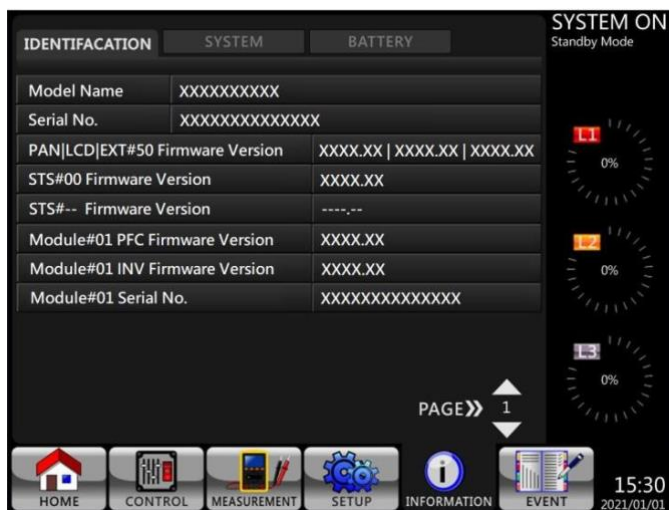 IDENTIFACATION SYSTEM BATTERY
SYSTEM ON
Standby Mode
Model Name XXXXXXXXXX
Serial No. XXXXXXXXXXXXXX
PAN|LCD|EXT#50 Firmware Version XXXX.XX | XXXX.XX | XXXX.XX
STS#00 Firmware Version XXXX.XX
STS#-- Firmware Version ----.--
Module#01 PFC Firmware Version XXXX.XX
Module#01 INV Firmware Version XXXX.XX
Module#01 Serial No. XXXXXXXXXXXXXX
L1
0%
L2
0%
L3
0%
PAGE 1
HOME CONTROL MEASUREMENT SETUP INFORMATION EVENT
15:30
2021/01/01